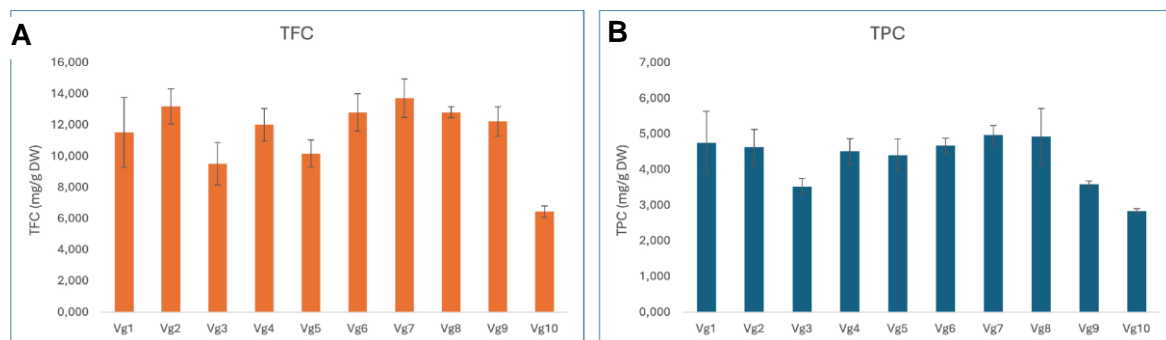 A
TFC
TFC (mg/g DW)
16,000
14,000
12,000
10,000
8,000
6,000
4,000
2,000
0,000
Vg1 Vg2 Vg3 Vg4 Vg5 Vg6 Vg7 Vg8 Vg9 Vg10
B
TPC
TPC (mg/g DW)
7,000
6,000
5,000
4,000
3,000
2,000
1,000
0,000
Vg1 Vg2 Vg3 Vg4 Vg5 Vg6 Vg7 Vg8 Vg9 Vg10